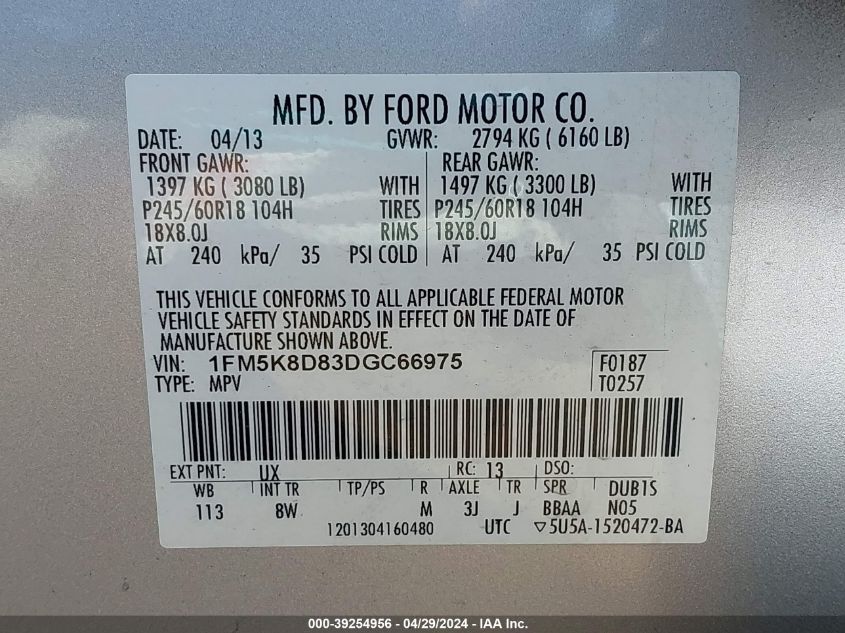 MFD. BY FORD MOTOR CO.
DATE: 04/13 GVWR: 2794 KG ( 6160 LB)
FRONT GAWR: REAR GAWR:
1397 KG ( 3080 LB) WITH 1497 KG ( 3300 LB) WITH
P245/60R18 104H TIRES P245/60R18 104H TIRES
18X8.0J RIMS 18X8.0J RIMS
AT 240 kPa/ 35 PSI COLD AT 240 kPa/ 35 PSI COLD
THIS VEHICLE CONFORMS TO ALL APPLICABLE FEDERAL MOTOR
VEHICLE SAFETY STANDARDS IN EFFECT ON THE DATE OF
MANUFACTURE SHOWN ABOVE.
VIN: 1FM5K8D83DGC66975 F0187
TYPE: MPV T0257
EXT PNT: UX RC: 13 DSO:
WB INT TR TP/PS R AXLE TR SPR DUB1S
113 8W M 3J J BBAA N05
1201304160480 UTC ▽5U5A-1520472-BA
000-39254956 - 04/29/2024 - IAA Inc.